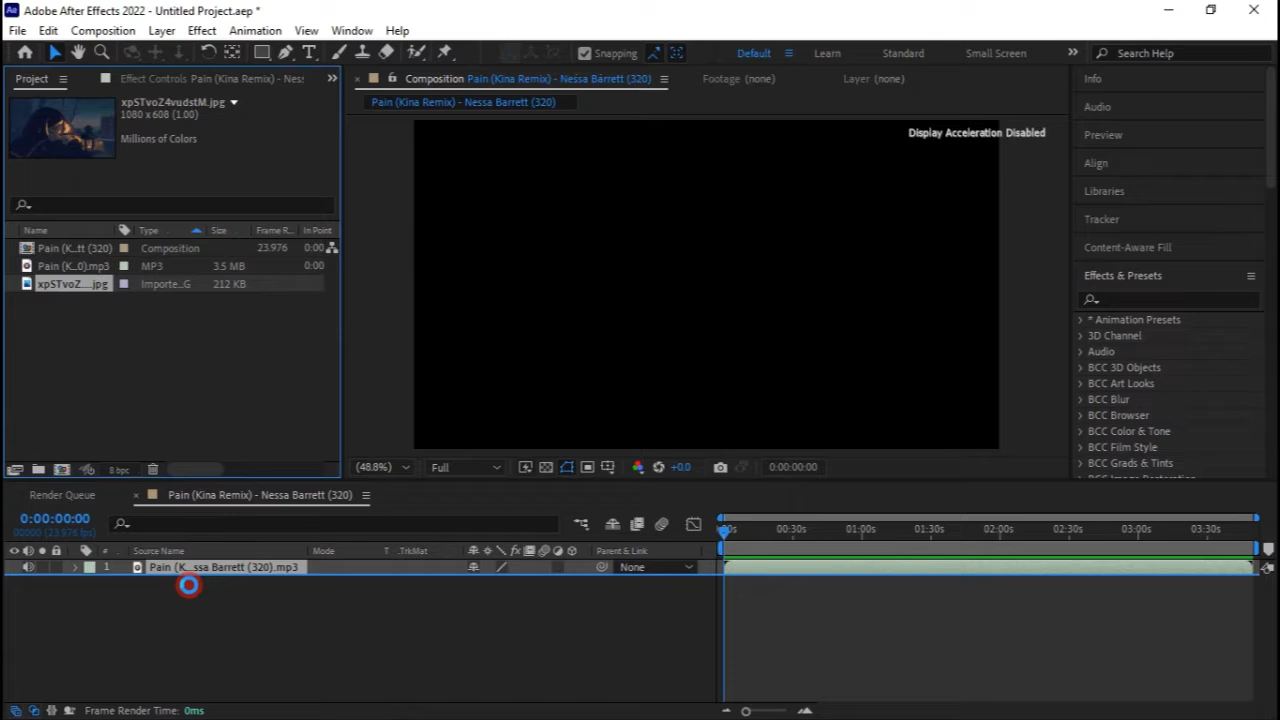 Adobe After Effects 2022 - Untitled Project.aep *
File Edit Composition Layer Effect Animation View Window Help
Snapping Default Learn Standard Small Screen Search Help
Project Effect Controls Pain (Kina Remix) - Nes: Composition Pain (Kina Remix) - Nessa Barrett (320) Footage (none) Layer (none) Info
xpSTvoZ4vudstM.jpg Pain (Kina Remix) - Nessa Barrett (320) Audio
1080 x 608 (1.00)
Millions of Colors Display Acceleration Disabled Preview
Align
Libraries
Tracker
Content-Aware Fill
Effects & Presets
Name Type Size Frame R... In Point
Pain (K...tt (320) Composition 23.976 0:00
Pain (K...0).mp3 MP3 3.5 MB 0:00
xpSTvoZ....jpg Importe...G 212 KB
* Animation Presets
3D Channel
Audio
BCC 3D Objects
BCC Art Looks
BCC Blur
BCC Browser
BCC Color & Tone
BCC Film Style
BCC Grads & Tints
8 bpc (48.8%) Full +0.0 0:00:00:00
Render Queue Pain (Kina Remix) - Nessa Barrett (320)
0:00:00:00
00000 (23.976 fps)
00s 00:30s 01:00s 01:30s 02:00s 02:30s 03:00s 03:30s
# Source Name Mode T .TrkMat Parent & Link
1 Pain (K...ssa Barrett (320).mp3 None
Frame Render Time: 0ms